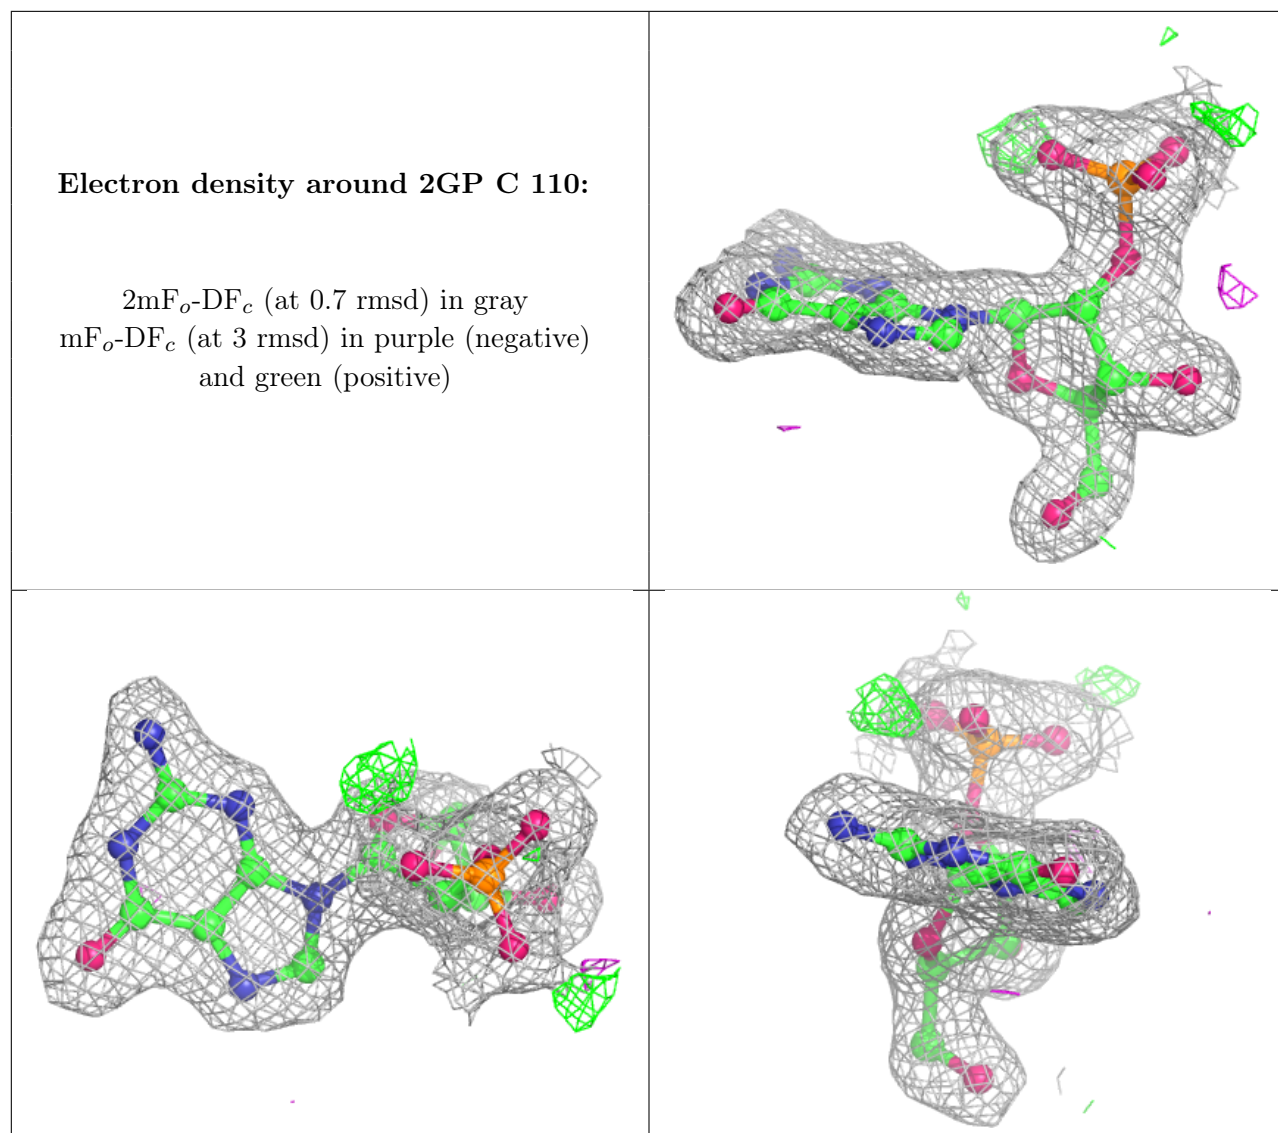 Electron density around 2GP C 110:
2mFo-DFc (at 0.7 rmsd) in gray
mFo-DFc (at 3 rmsd) in purple (negative)
and green (positive)